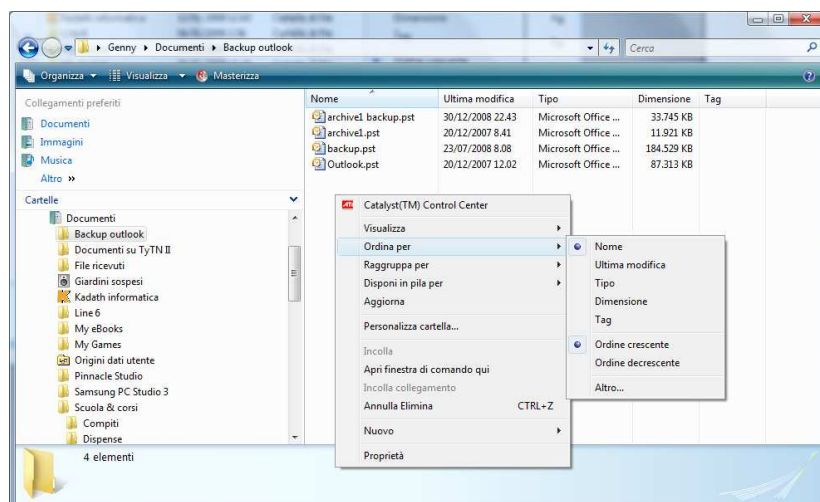 Genny ▸ Documenti ▸ Backup outlook
Cerca
Organizza Visualizza Masterizza
Collegamenti preferiti
Documenti
Immagini
Musica
Altro »
Cartelle
Documenti
Backup outlook
Documenti su TyTN II
File ricevuti
Giardini sospesi
Kadath informatica
Line 6
My eBooks
My Games
Origini dati utente
Pinnacle Studio
Samsung PC Studio 3
Scuola & corsi
Compiti
Dispense
Nome Ultima modifica Tipo Dimensione Tag
archive1 backup.pst 30/12/2008 22.43 Microsoft Office ... 33.745 KB
archive1.pst 20/12/2007 8.41 Microsoft Office ... 11.921 KB
backup.pst 23/07/2008 8.08 Microsoft Office ... 184.529 KB
Outlook.pst 20/12/2007 12.02 Microsoft Office ... 87.313 KB
ATI Catalyst(TM) Control Center
Visualizza
Ordina per
Raggruppa per
Disponi in pila per
Aggiorna
Personalizza cartella...
Incolla
Apri finestra di comando qui
Incolla collegamento
Annulla Elimina CTRL+Z
Nuovo
Proprietà
Nome
Ultima modifica
Tipo
Dimensione
Tag
Ordine crescente
Ordine decrescente
Altro...
4 elementi